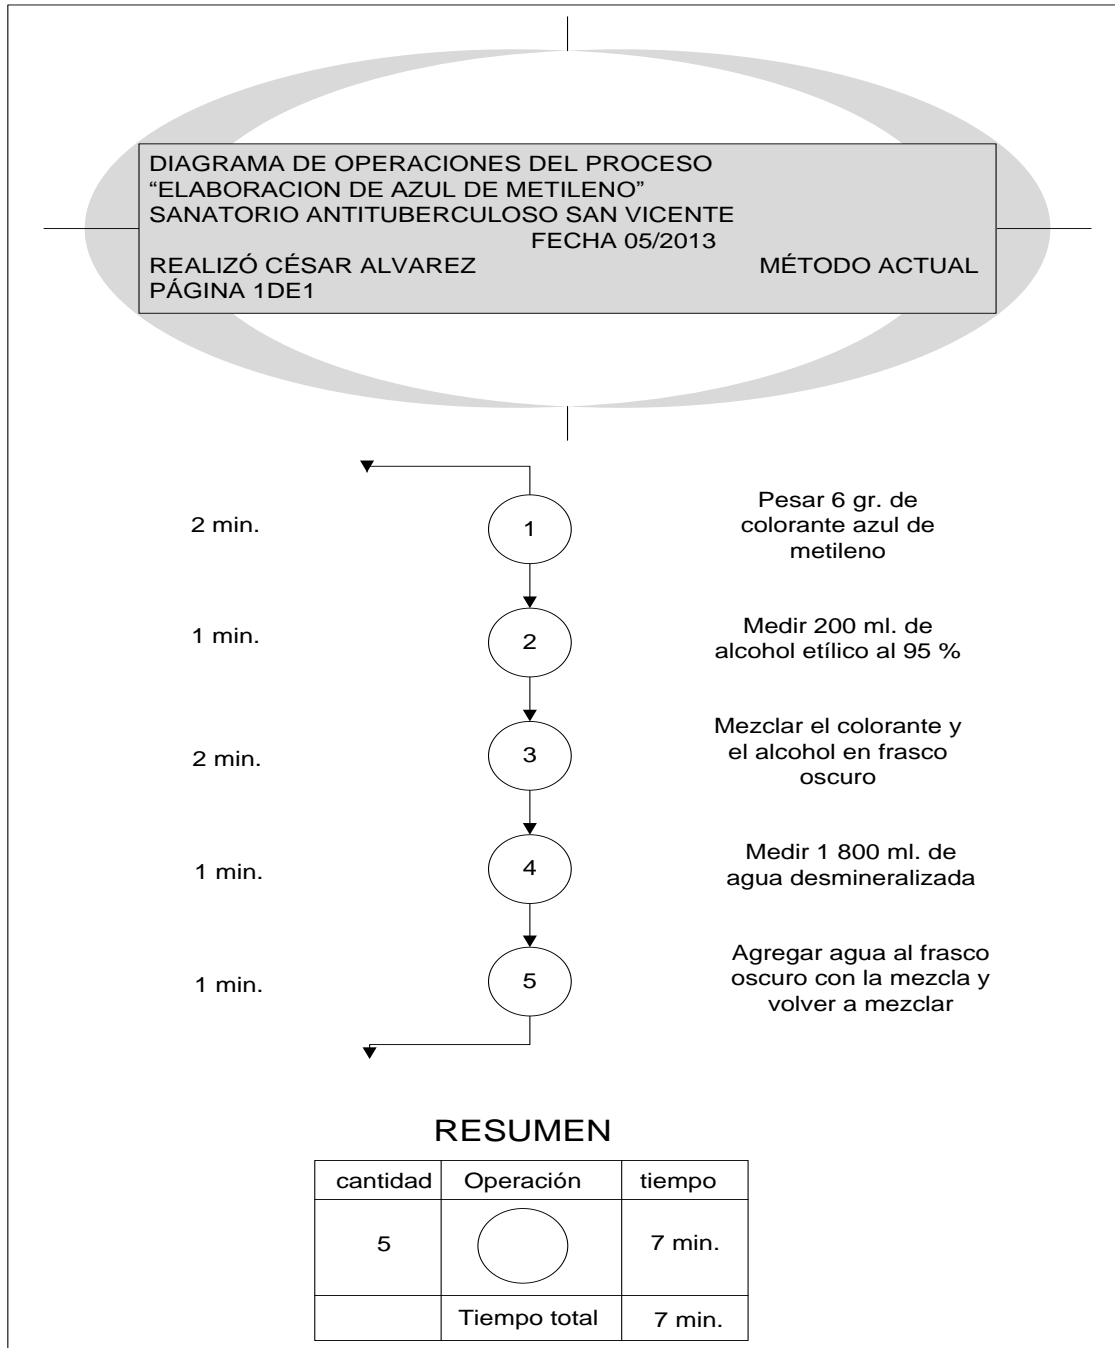 DIAGRAMA DE OPERACIONES DEL PROCESO
“ELABORACION DE AZUL DE METILENO”
SANATORIO ANTITUBERCULOSO SAN VICENTE
FECHA 05/2013
REALIZÓ CÉSAR ALVAREZ MÉTODO ACTUAL
PÁGINA 1DE1
2 min.
1
Pesar 6 gr. de
colorante azul de
metileno
1 min.
2
Medir 200 ml. de
alcohol etílico al 95 %
2 min.
3
Mezclar el colorante y
el alcohol en frasco
oscuro
1 min.
4
Medir 1 800 ml. de
agua desmineralizada
1 min.
5
Agregar agua al frasco
oscuro con la mezcla y
volver a mezclar
RESUMEN
cantidad Operación tiempo
5 7 min.
Tiempo total 7 min.